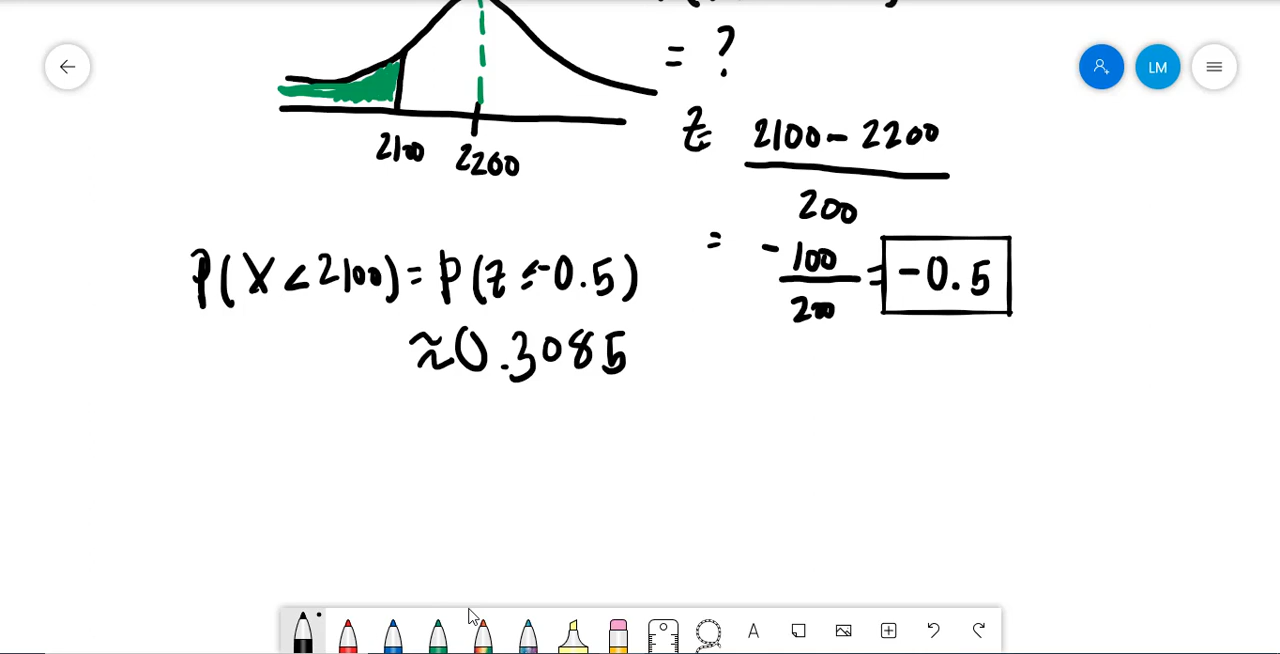 = ?
2100 2200
z = 2100 - 2200
200
= -100 = -0.5
200
P(X < 2100) = P(z < -0.5)
≈ 0.3085
LM
A